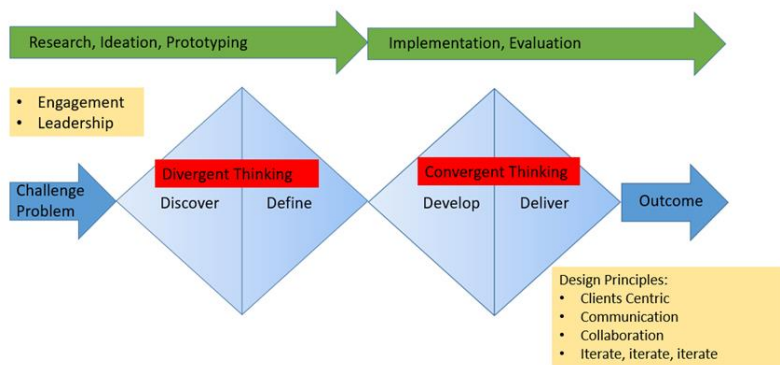 Research, Ideation, Prototyping
Implementation, Evaluation
• Engagement
• Leadership
Challenge
Problem
Divergent Thinking
Discover
Define
Convergent Thinking
Develop
Deliver
Outcome
Design Principles:
• Clients Centric
• Communication
• Collaboration
• Iterate, iterate, iterate